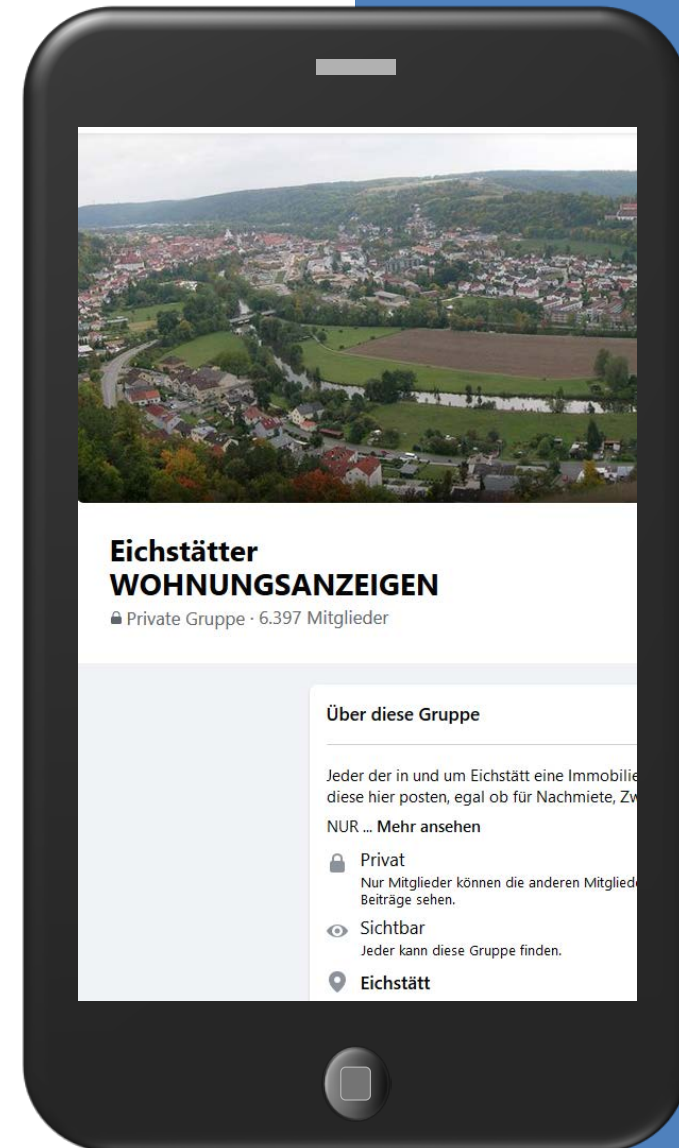 Eichstätter
WOHNUNGSANZEIGEN
Private Gruppe · 6.397 Mitglieder
Über diese Gruppe
Jeder der in und um Eichstätt eine Immobilie
diese hier posten, egal ob für Nachmiete,
NUR ... Mehr ansehen
Privat
Nur Mitglieder können die anderen
Beiträge sehen.
Sichtbar
Jeder kann diese Gruppe finden.
Eichstätt